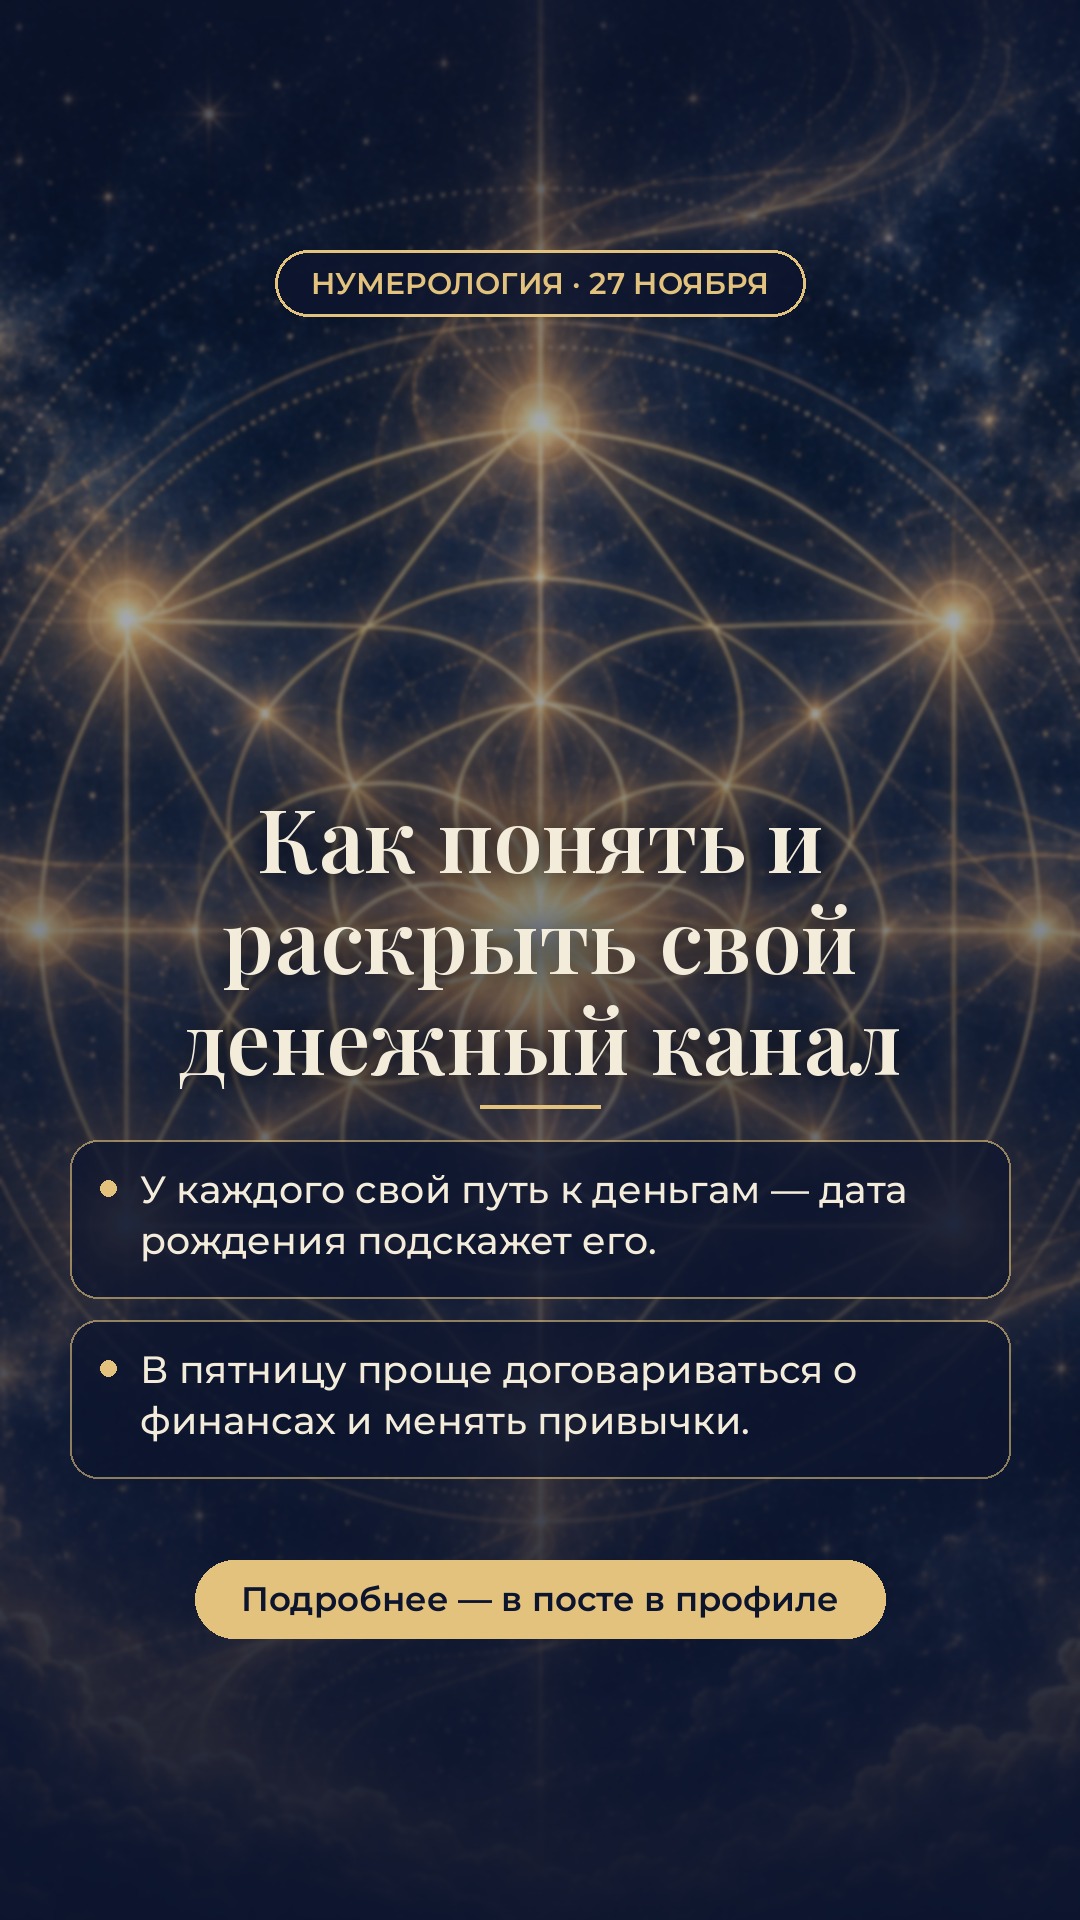 НУМЕРОЛОГИЯ · 27 НОЯБРЯ
Как понять и
раскрыть свой
денежный канал
У каждого свой путь к деньгам — дата
рождения подскажет его.
В пятницу проще договариваться о
финансах и менять привычки.
Подробнее — в посте в профиле